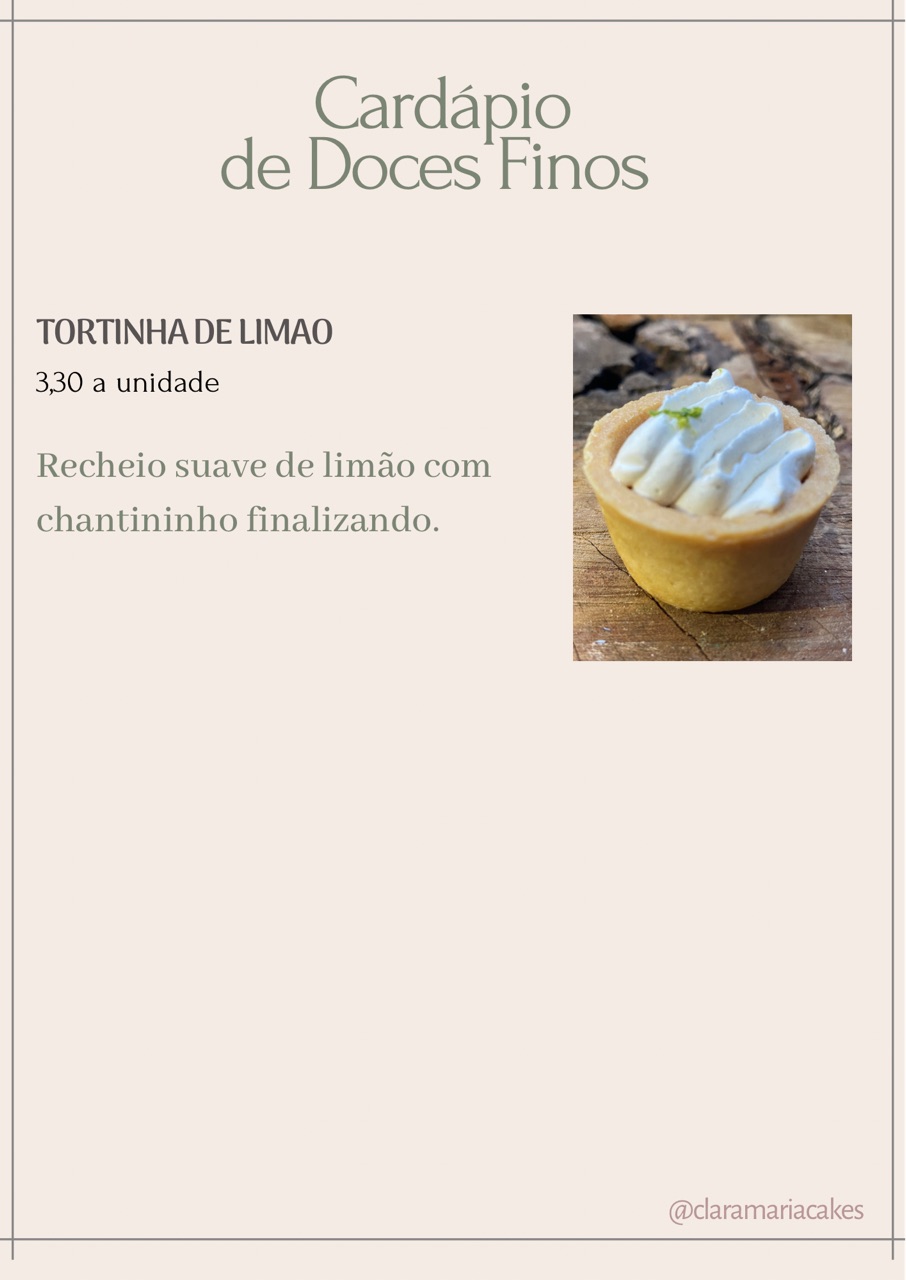 Cardápio
de Doces Finos
TORTINHA DE LIMAO
3,30 a unidade
Recheio suave de limão com
chantininho finalizando.
@claramariacakes